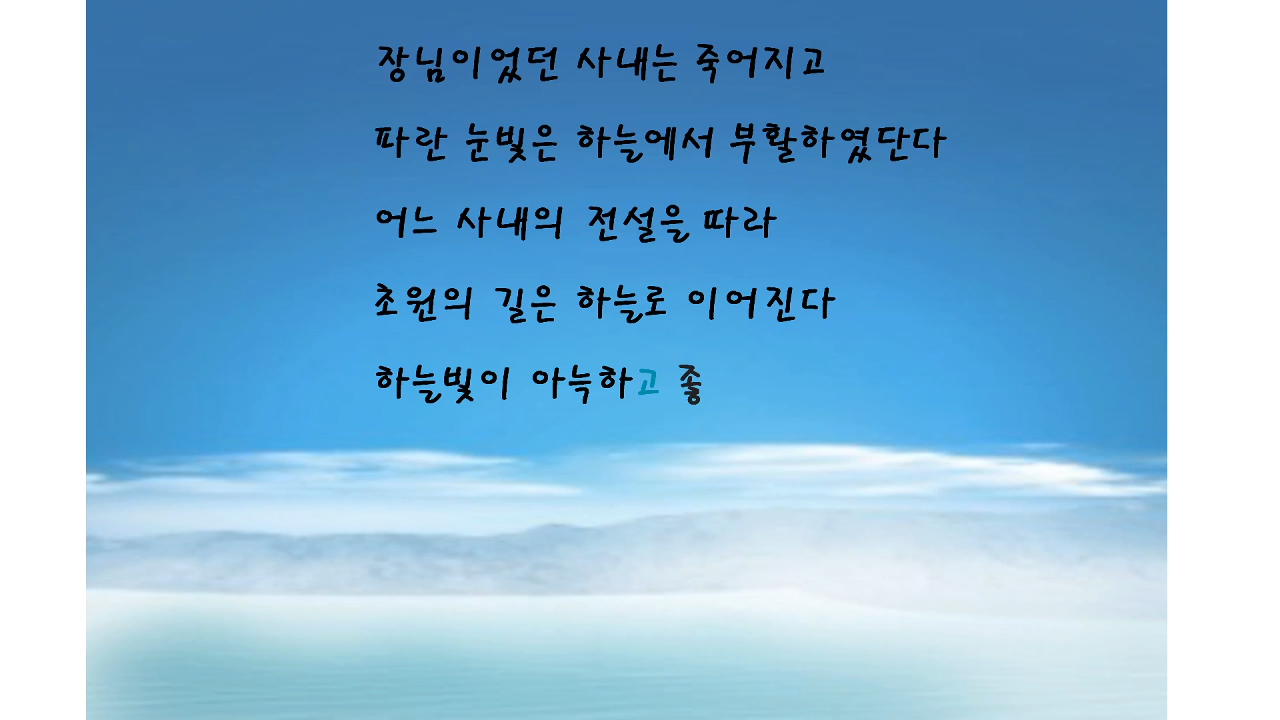 장님이었던 사내는 죽어지고
파란 눈빛은 하늘에서 부활하였단다
어느 사내의 전설을 따라
초원의 길은 하늘로 이어진다
하늘빛이 아늑하고 좋